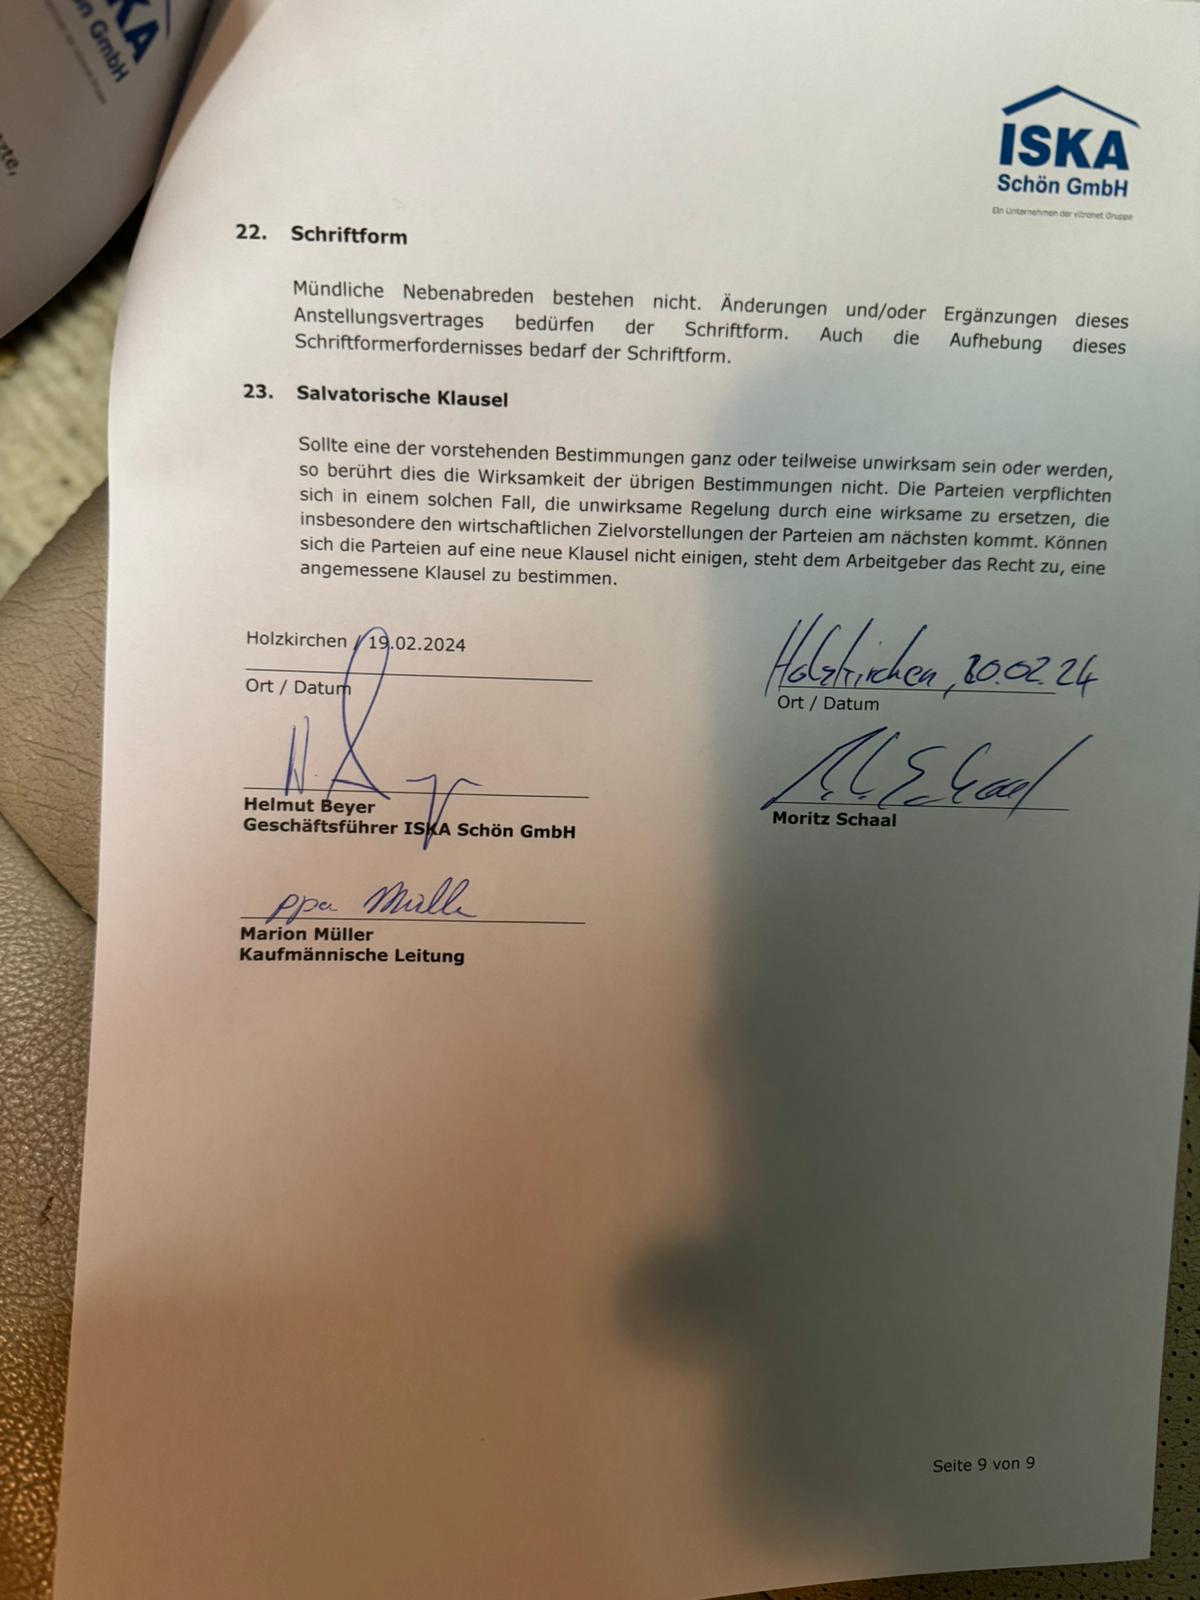 KA
ön GmbH
zte,
ISKA
Schön GmbH
Ein Unternehmen der vitronet Gruppe
22. Schriftform
Mündliche Nebenabreden bestehen nicht. Änderungen und/oder Ergänzungen dieses
Anstellungsvertrages bedürfen der Schriftform. Auch die Aufhebung dieses
Schriftformerfordernisses bedarf der Schriftform.
23. Salvatorische Klausel
Sollte eine der vorstehenden Bestimmungen ganz oder teilweise unwirksam sein oder werden,
so berührt dies die Wirksamkeit der übrigen Bestimmungen nicht. Die Parteien verpflichten
sich in einem solchen Fall, die unwirksame Regelung durch eine wirksame zu ersetzen, die
insbesondere den wirtschaftlichen Zielvorstellungen der Parteien am nächsten kommt. Können
sich die Parteien auf eine neue Klausel nicht einigen, steht dem Arbeitgeber das Recht zu, eine
angemessene Klausel zu bestimmen.
Holzkirchen / 19.02.2024
Ort / Datum
Holzkirchen, 20.02.24
Ort / Datum
Helmut Beyer
Geschäftsführer ISKA Schön GmbH
M. Schaal
Moritz Schaal
ppa Müller
Marion Müller
Kaufmännische Leitung
Seite 9 von 9